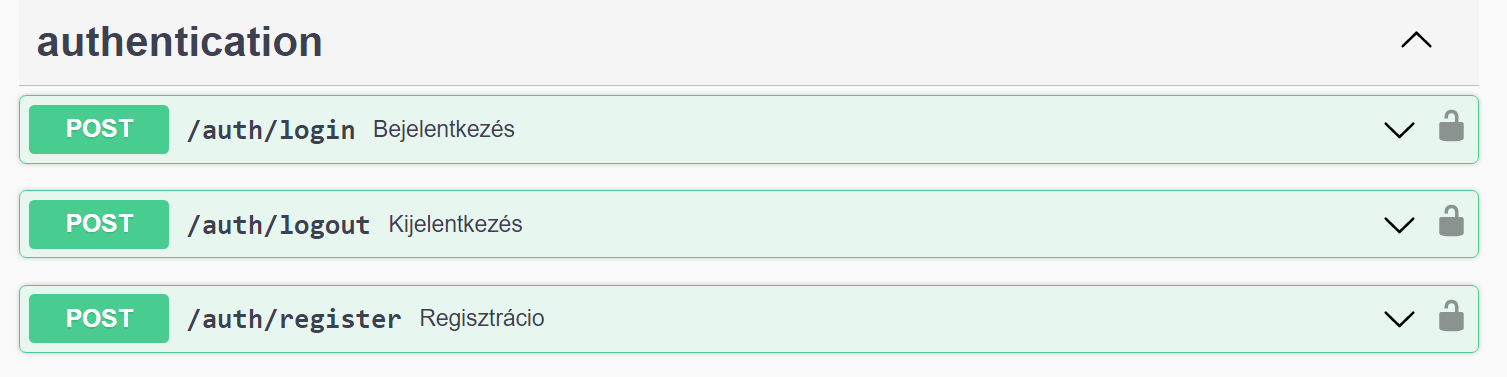 authentication
POST /auth/login Bejelentkezés
POST /auth/logout Kijelentkezés
POST /auth/register Regisztrácio